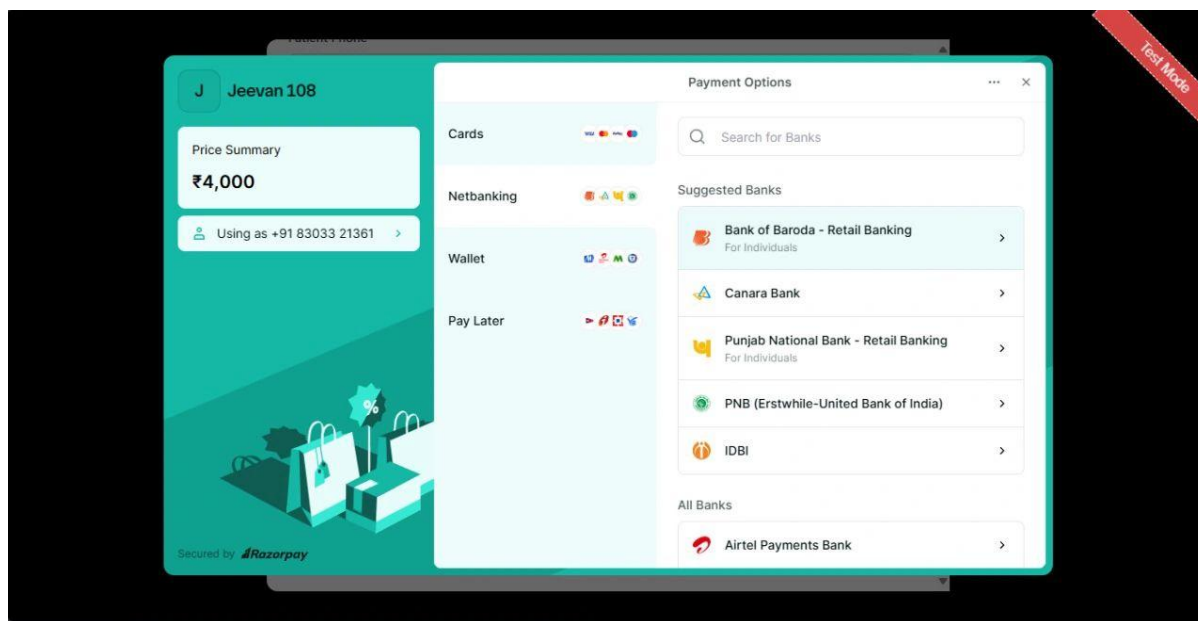 Patient Phone
Test Mode
J Jeevan 108
Price Summary
₹4,000
Using as +91 83033 21361
Secured by Razorpay
Payment Options
Cards
Netbanking
Wallet
Pay Later
Search for Banks
Suggested Banks
Bank of Baroda - Retail Banking
For Individuals
Canara Bank
Punjab National Bank - Retail Banking
For Individuals
PNB (Erstwhile-United Bank of India)
IDBI
All Banks
Airtel Payments Bank